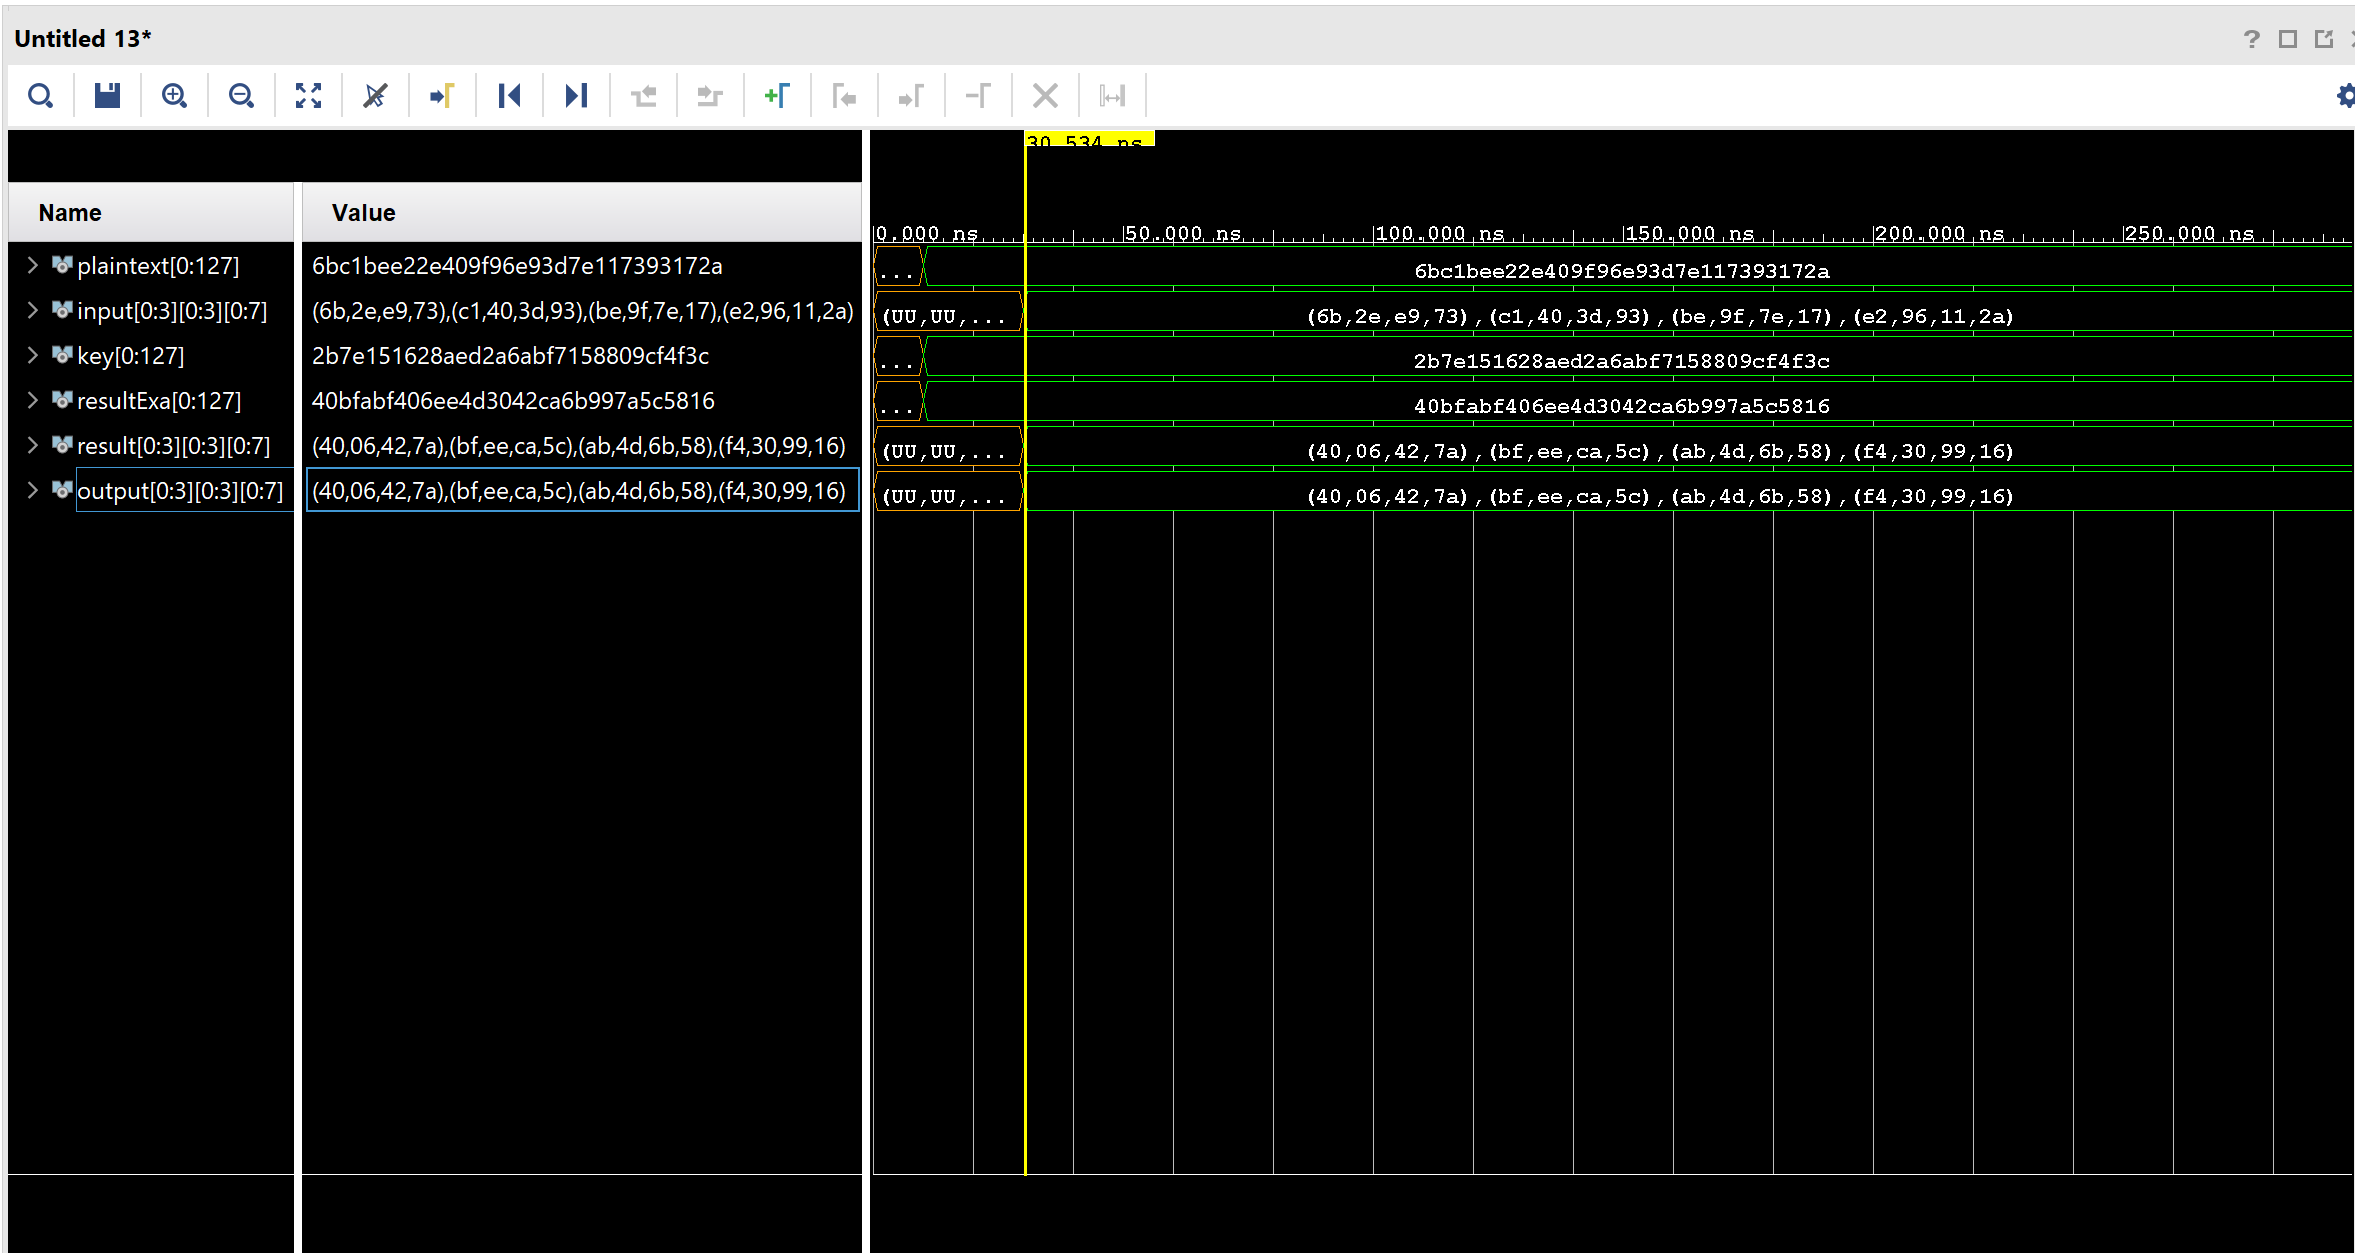 Untitled 13*
?
30.534 ns
Name Value
0.000 ns 50.000 ns 100.000 ns 150.000 ns 200.000 ns 250.000 ns
plaintext[0:127] 6bc1bee22e409f96e93d7e117393172a ... 6bc1bee22e409f96e93d7e117393172a
input[0:3][0:3][0:7] (6b,2e,e9,73),(c1,40,3d,93),(be,9f,7e,17),(e2,96,11,2a) (UU,UU,... (6b,2e,e9,73),(c1,40,3d,93),(be,9f,7e,17),(e2,96,11,2a)
key[0:127] 2b7e151628aed2a6abf7158809cf4f3c ... 2b7e151628aed2a6abf7158809cf4f3c
resultExa[0:127] 40bfabf406ee4d3042ca6b997a5c5816 ... 40bfabf406ee4d3042ca6b997a5c5816
result[0:3][0:3][0:7] (40,06,42,7a),(bf,ee,ca,5c),(ab,4d,6b,58),(f4,30,99,16) (UU,UU,... (40,06,42,7a),(bf,ee,ca,5c),(ab,4d,6b,58),(f4,30,99,16)
output[0:3][0:3][0:7] (40,06,42,7a),(bf,ee,ca,5c),(ab,4d,6b,58),(f4,30,99,16) (UU,UU,... (40,06,42,7a),(bf,ee,ca,5c),(ab,4d,6b,58),(f4,30,99,16)